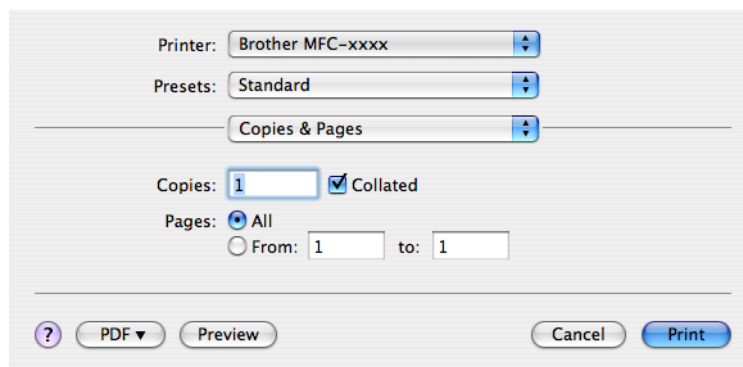 Printer: Brother MFC-xxxx
Presets: Standard
Copies & Pages
Copies: 1 Collated
Pages: All
From: 1 to: 1
? PDF ▼ Preview Cancel Print